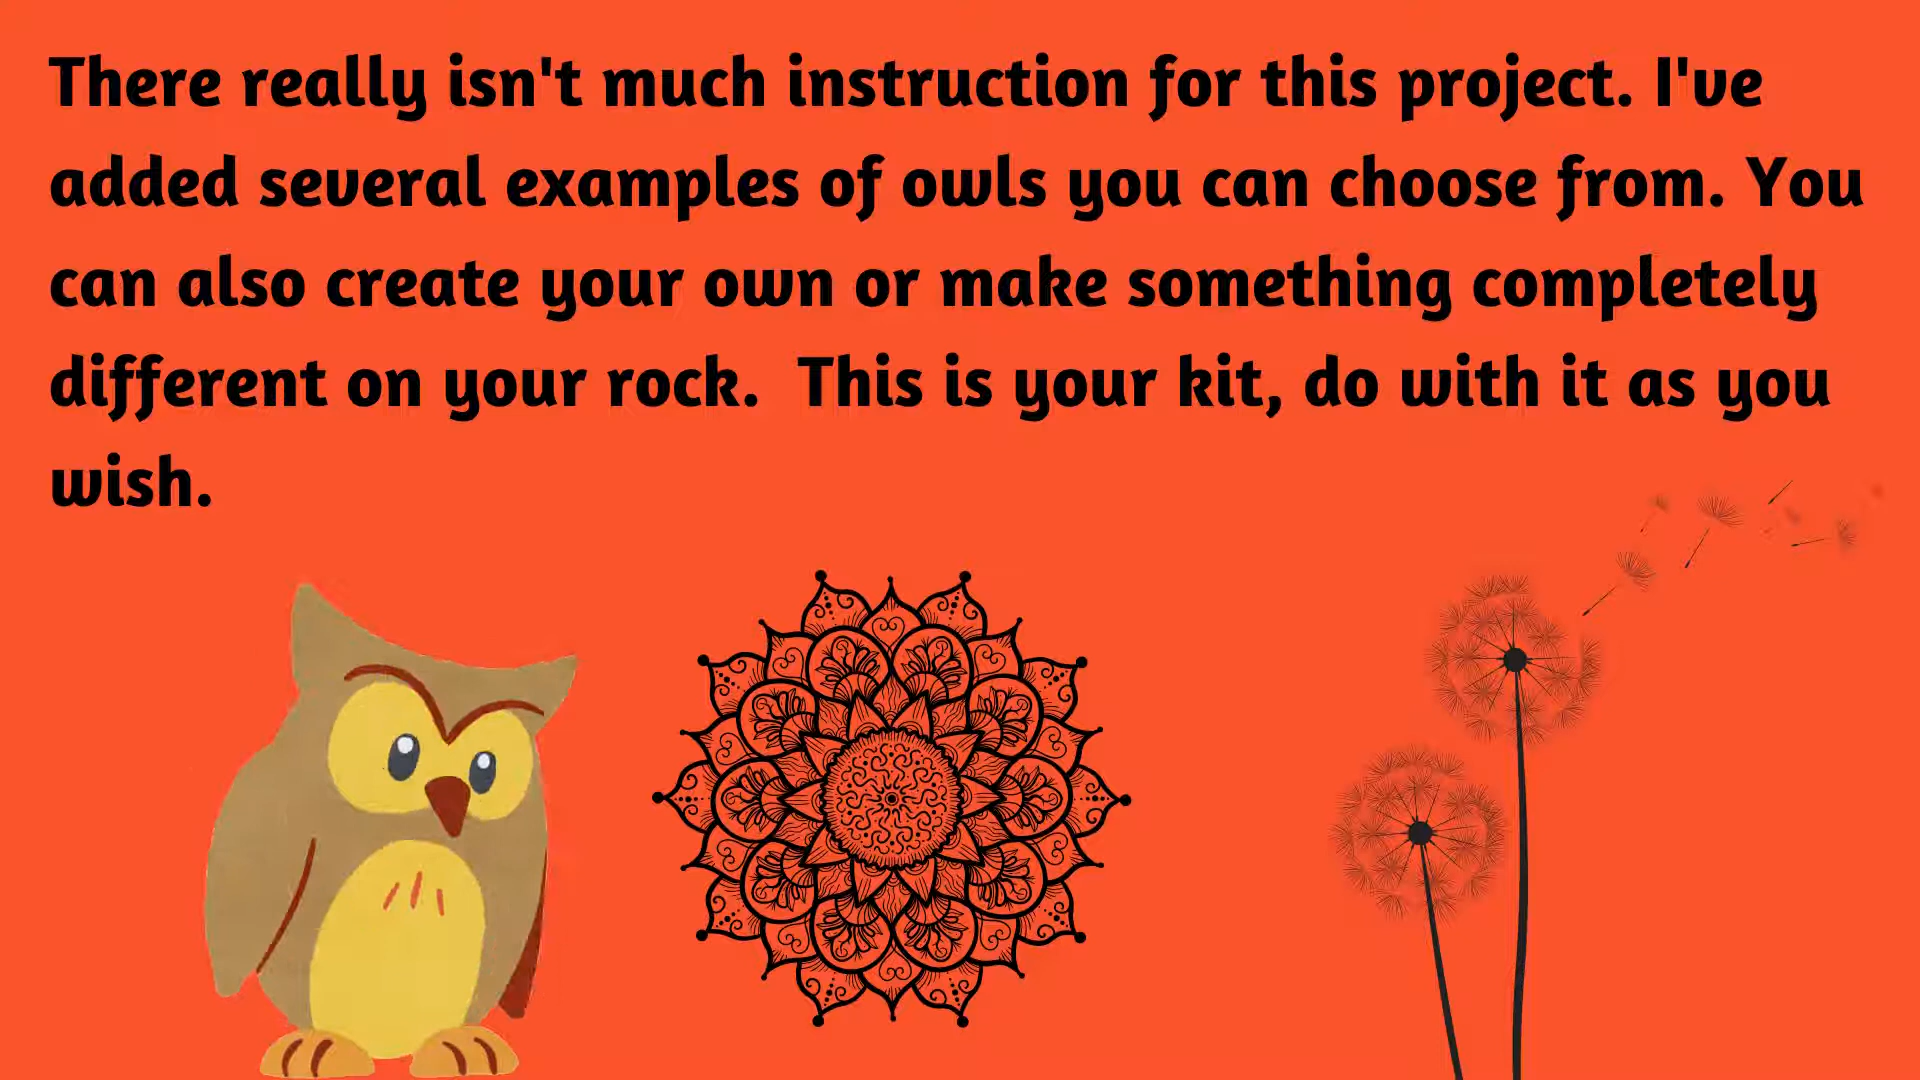 There really isn't much instruction for this project. I've
added several examples of owls you can choose from. You
can also create your own or make something completely
different on your rock.  This is your kit, do with it as you
wish.